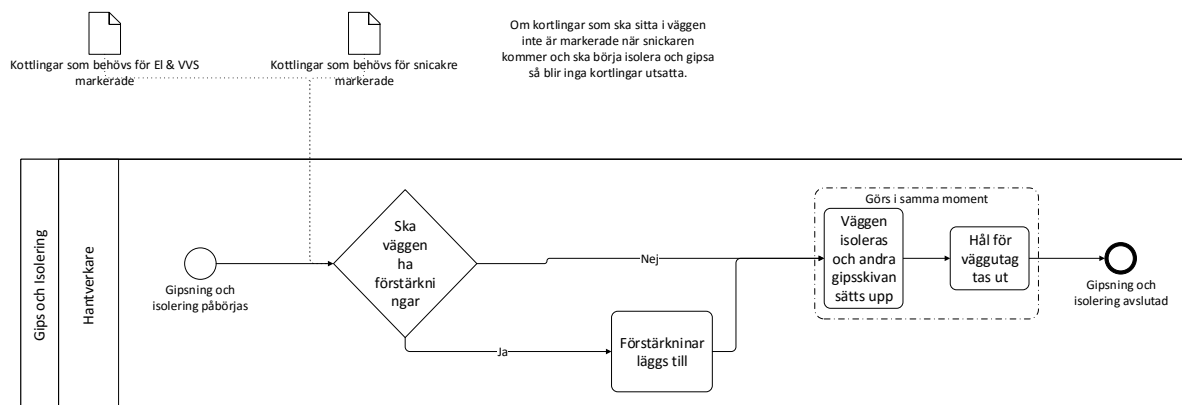 Kottlingar som behövs för El & VVS
markerade
Kottlingar som behövs för snicakre
markerade
Om kortlingar som ska sitta i väggen
inte är markerade när snickaren
kommer och ska börja isolera och gipsa
så blir inga kortlingar utsatta.
Gips och Isolering
Hantverkare
Gipsning och
isolering påbörjas
Ska
väggen
ha
förstärkni
ngar
Nej
Ja
Förstärkninar
läggs till
Görs i samma moment
Väggen
isoleras
och andra
gipsskivan
sätts upp
Hål för
väggutag
tas ut
Gipsning och
isolering avslutad